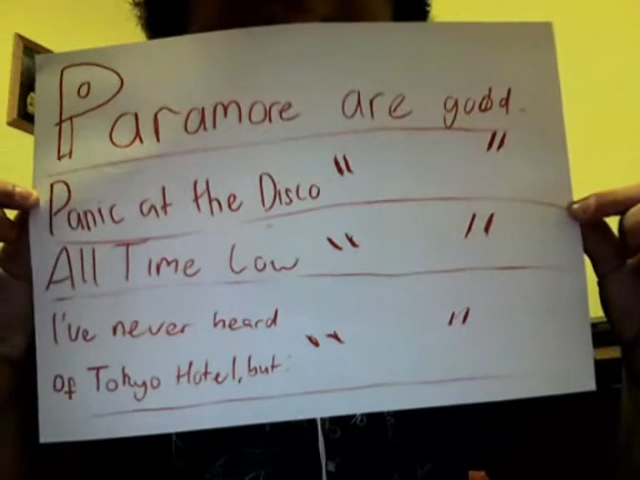 Paramore are good.
Panic at the Disco " "
All Time Low " "
I've never heard
of Tokyo Hotel, but: " "